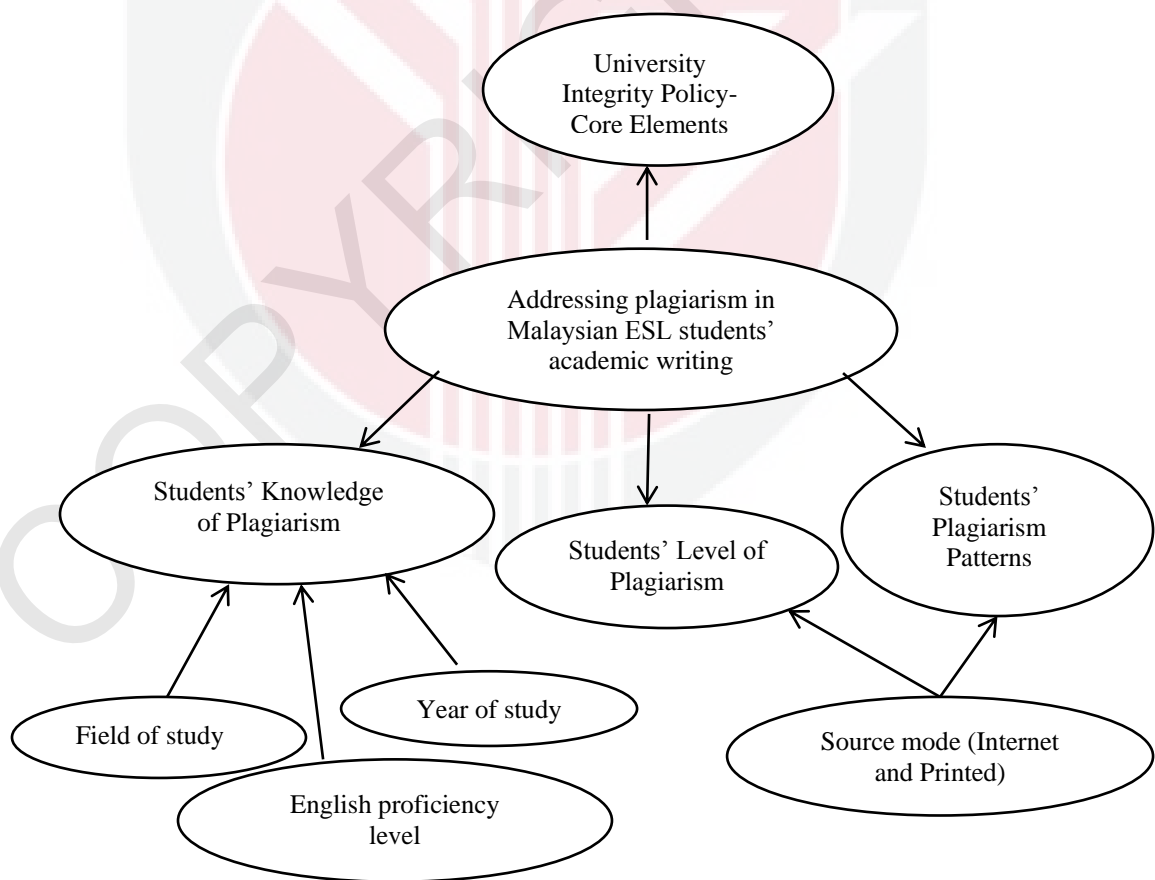 University
Integrity Policy-
Core Elements
Addressing plagiarism in
Malaysian ESL students’
academic writing
Students’ Knowledge
of Plagiarism
Students’ Level of
Plagiarism
Students’
Plagiarism
Patterns
Field of study
Year of study
English proficiency
level
Source mode (Internet
and Printed)